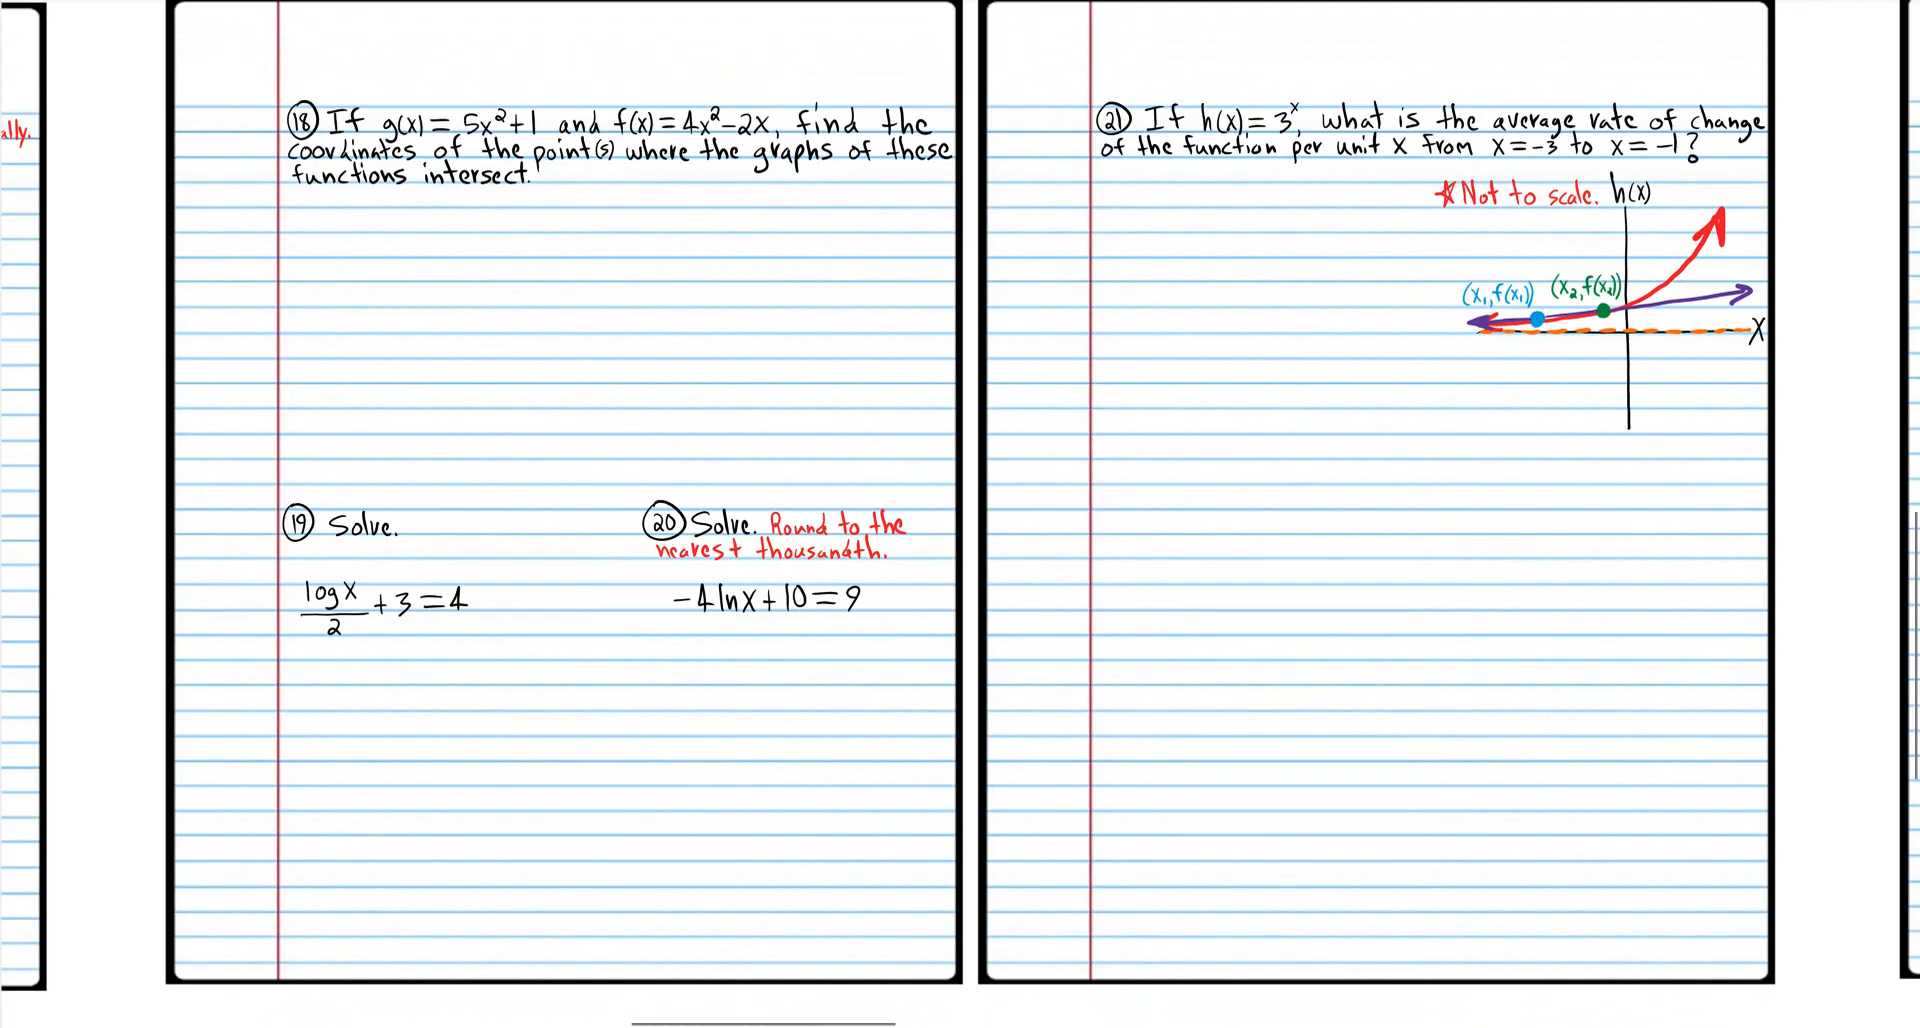 ally.
18 If g(x) = 5x²+1 and f(x) = 4x²-2x, find the
coordinates of the point(s) where the graphs of these
functions intersect.
19 Solve.
logx/2 + 3 = 4
20 Solve. Round to the
nearest thousandth.
-4lnx+10=9
21 If h(x) = 3ˣ, what is the average rate of change
of the function per unit x from x=-3 to x=-1?
*Not to scale. h(x)
(x₁,f(x₁)) (x₂,f(x₂))
X